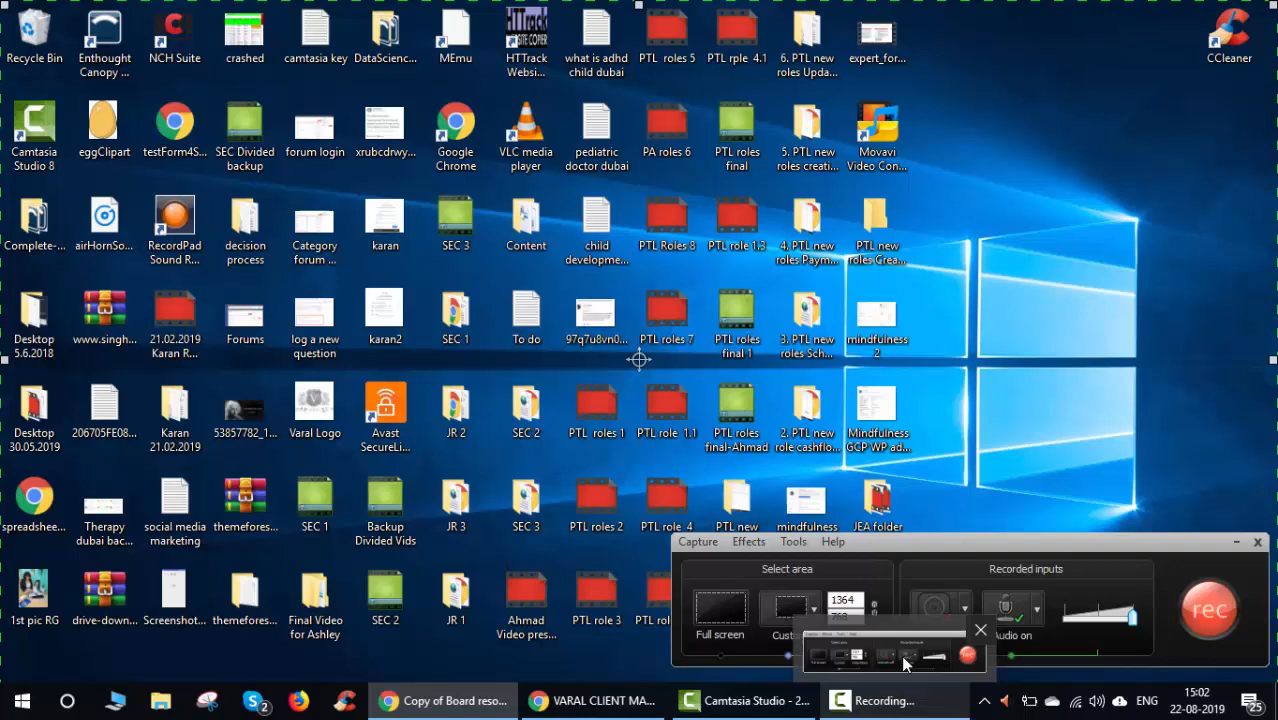 Recycle Bin
Enthought
Canopy ...
NCH Suite
crashed
camtasia key
DataScienc...
MEmu
HTTrack
SITE COPIER
HTTrack
Websi...
what is adhd
child dubai
PTL roles 5
PTL rple 4.1
6. PTL new
roles Upda...
expert_for...
CCleaner
Camtasia
Studio 8
eggClipart
testForm4S...
SEC Divided
backup
forum login
xrubcdrwy...
Google
Chrome
VLC media
player
pediatric
doctor dubai
PA roles 6
PTL roles
final
5. PTL new
roles creati...
Movavi
Video Con...
Complete-...
airHornSo...
RecordPad
Sound R...
decision
process
Category
forum ...
karan
SEC 3
Content
child
developme...
PTL Roles 8
PTL role 1.3
4. PTL new
roles Paym...
PTL new
roles Crea...
Desktop
5.6.2018
www.singh...
21.02.2019
Karan R...
Forums
log a new
question
karan2
SEC 1
To do
97q7u8vn0...
PTL roles 7
PTL roles
final 1
3. PTL new
roles Sch...
mindfulness
2
Desktop
30.05.2019
206705FE08...
Karan
21.02.2019
53857782_1...
Varal Logo
Avast
SecureLi...
JR 2
SEC 2
PTL roles 1
PTL role 1.1
PTL roles
final-Ahmad
2. PTL new
role cashflo...
Mindfulness
GCP WP ad...
spreadshee...
Therapy
dubai bac...
social media
marketing
themefores...
SEC 1
Backup
Divided Vids
JR 3
SEC 3
PTL roles 2
PTL role 4
PTL new
mindfulness
JEA folder
1st pic RG
drive-down...
Screenshot...
themefores...
Final Video
for Ashley
SEC 2
JR 1
Ahmad
Video pres...
PTL role 3
PTL rol
Capture Effects Tools Help
Select area
Recorded inputs
1364
768
Full screen
Cust
Audio on
rec
Copy of Board reso...
VARAL CLIENT MA...
Camtasia Studio - 2...
Recording...
2
ENG
15:02
22-08-2019
25